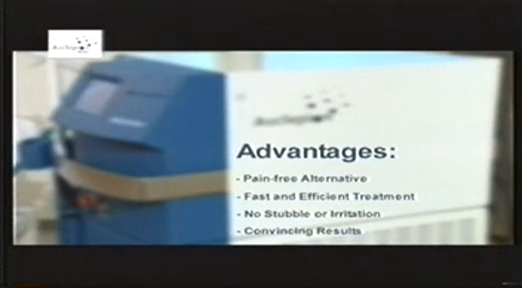 Advantages:
- Pain-free Alternative
- Fast and Efficient Treatment
- No Stubble or Irritation
- Convincing Results